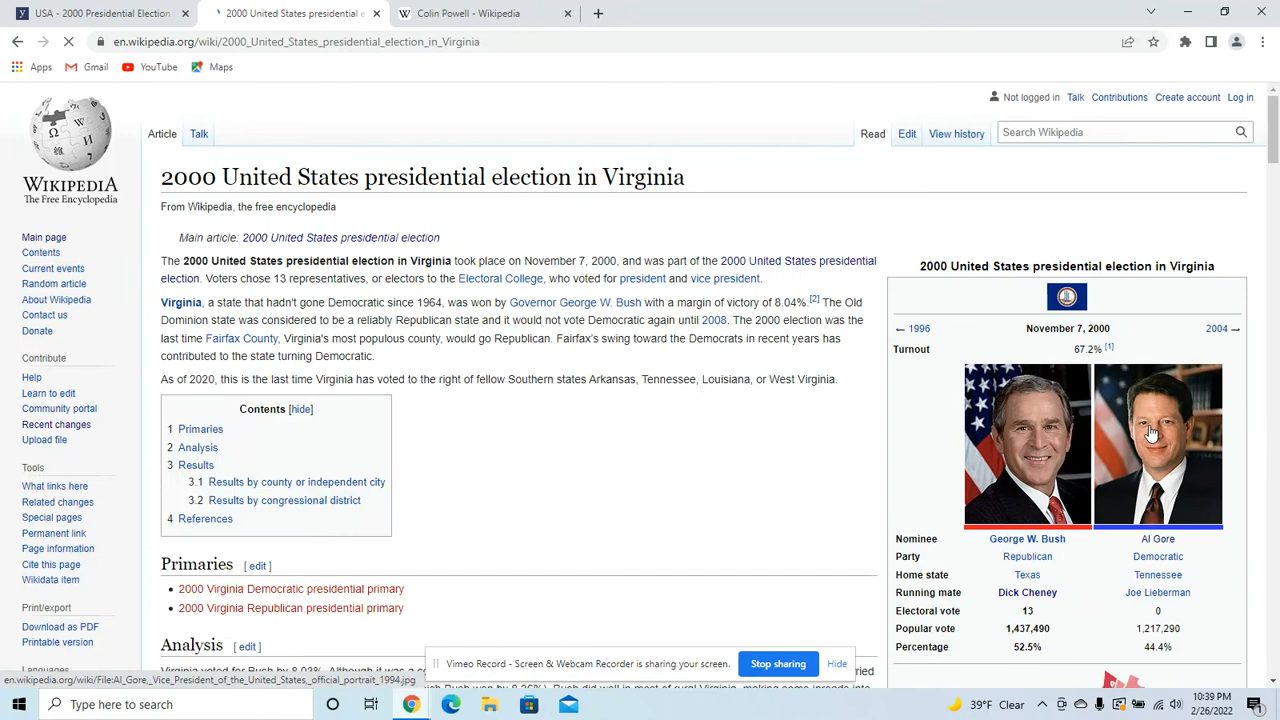 USA - 2000 Presidential Election
2000 United States presidential e
Colin Powell - Wikipedia
en.wikipedia.org/wiki/2000_United_States_presidential_election_in_Virginia
Apps
Gmail
YouTube
Maps
Not logged in Talk Contributions Create account Log in
Article Talk
Read Edit View history
Search Wikipedia
WIKIPEDIA
The Free Encyclopedia
Main page
Contents
Current events
Random article
About Wikipedia
Contact us
Donate
Contribute
Help
Learn to edit
Community portal
Recent changes
Upload file
Tools
What links here
Related changes
Special pages
Permanent link
Page information
Cite this page
Wikidata item
Print/export
Download as PDF
Printable version
Languages
2000 United States presidential election in Virginia
From Wikipedia, the free encyclopedia
Main article: 2000 United States presidential election
The 2000 United States presidential election in Virginia took place on November 7, 2000, and was part of the 2000 United States presidential
election. Voters chose 13 representatives, or electors to the Electoral College, who voted for president and vice president.
Virginia, a state that hadn't gone Democratic since 1964, was won by Governor George W. Bush with a margin of victory of 8.04%.[2] The Old
Dominion state was considered to be a reliably Republican state and it would not vote Democratic again until 2008. The 2000 election was the
last time Fairfax County, Virginia's most populous county, would go Republican. Fairfax's swing toward the Democrats in recent years has
contributed to the state turning Democratic.
As of 2020, this is the last time Virginia has voted to the right of fellow Southern states Arkansas, Tennessee, Louisiana, or West Virginia.
Contents [hide]
1 Primaries
2 Analysis
3 Results
3.1 Results by county or independent city
3.2 Results by congressional district
4 References
Primaries [ edit ]
• 2000 Virginia Democratic presidential primary
• 2000 Virginia Republican presidential primary
Analysis [ edit ]
2000 United States presidential election in Virginia
← 1996 November 7, 2000 2004 →
Turnout 67.2% [1]
Nominee George W. Bush Al Gore
Party Republican Democratic
Home state Texas Tennessee
Running mate Dick Cheney Joe Lieberman
Electoral vote 13 0
Popular vote 1,437,490 1,217,290
Percentage 52.5% 44.4%
Vimeo Record - Screen & Webcam Recorder is sharing your screen.
Stop sharing
Hide
en.wikipedia.org/wiki/File:Al_Gore,_Vice_President_of_the_United_States,_official_portrait_1994.jpg
Type here to search
39°F Clear
10:39 PM
2/26/2022
1